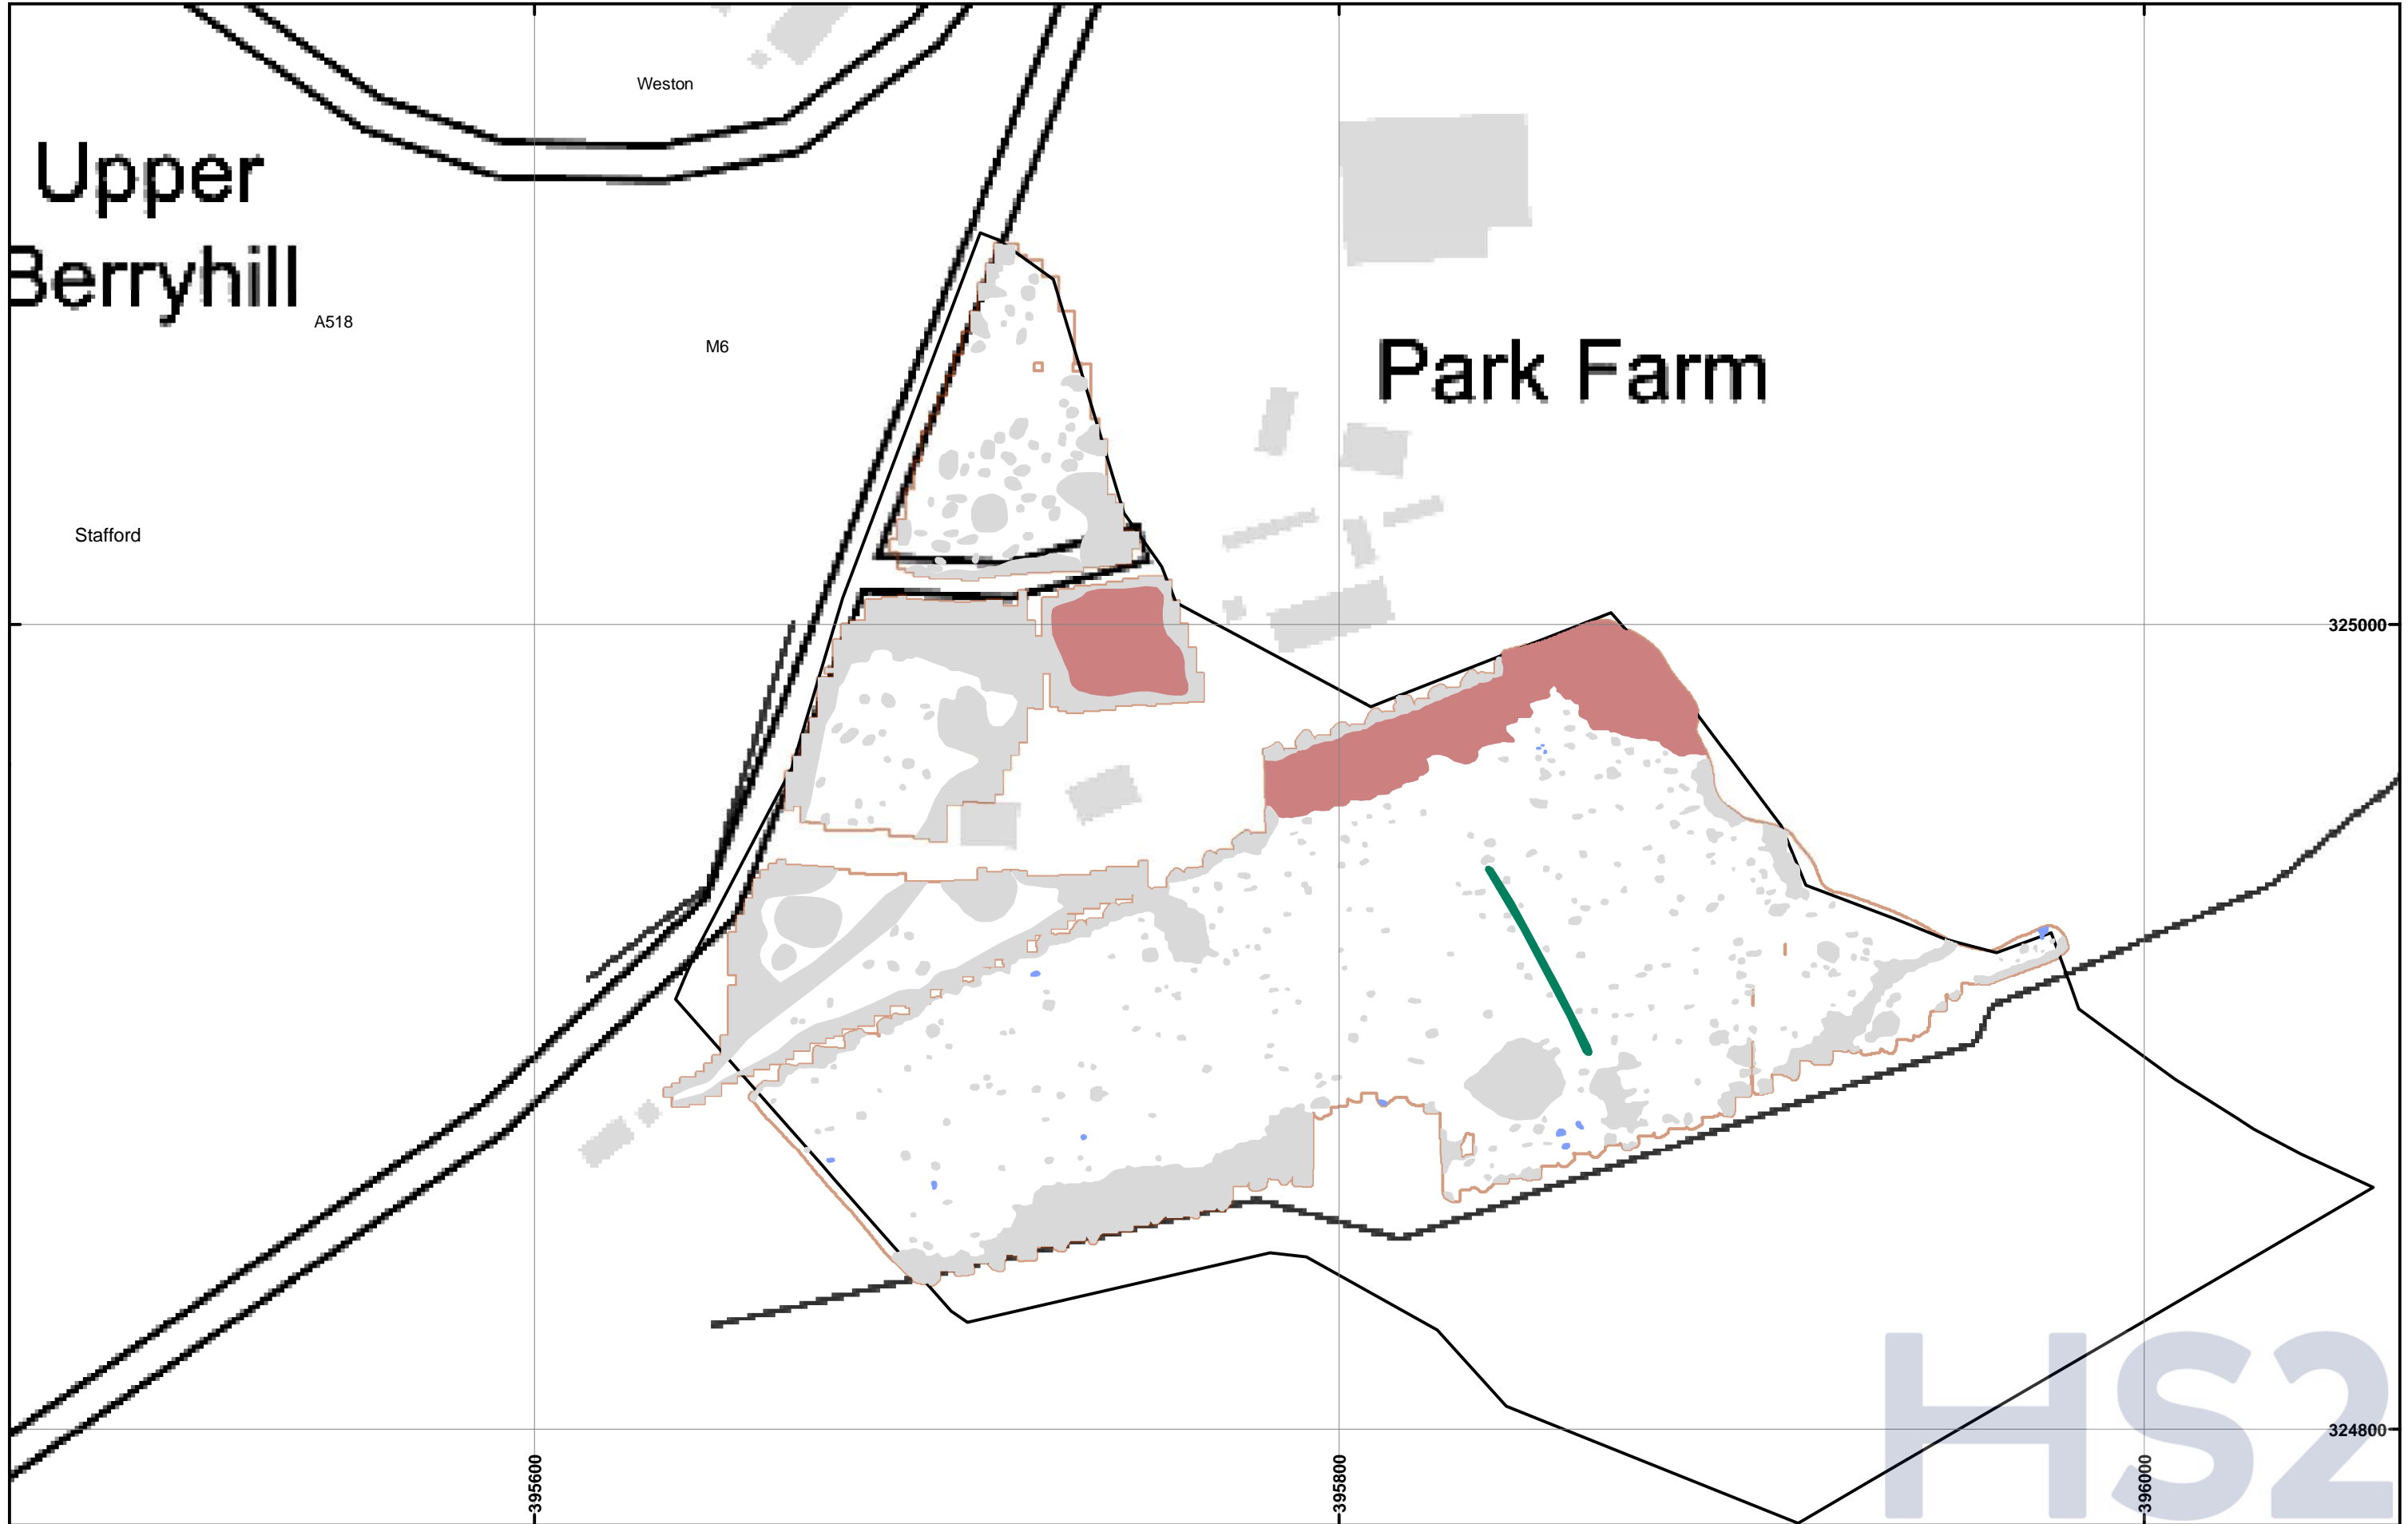 Weston
Upper
Berryhill
A518
M6
Park Farm
Stafford
325000
324800
395600
395800
396000
HS2